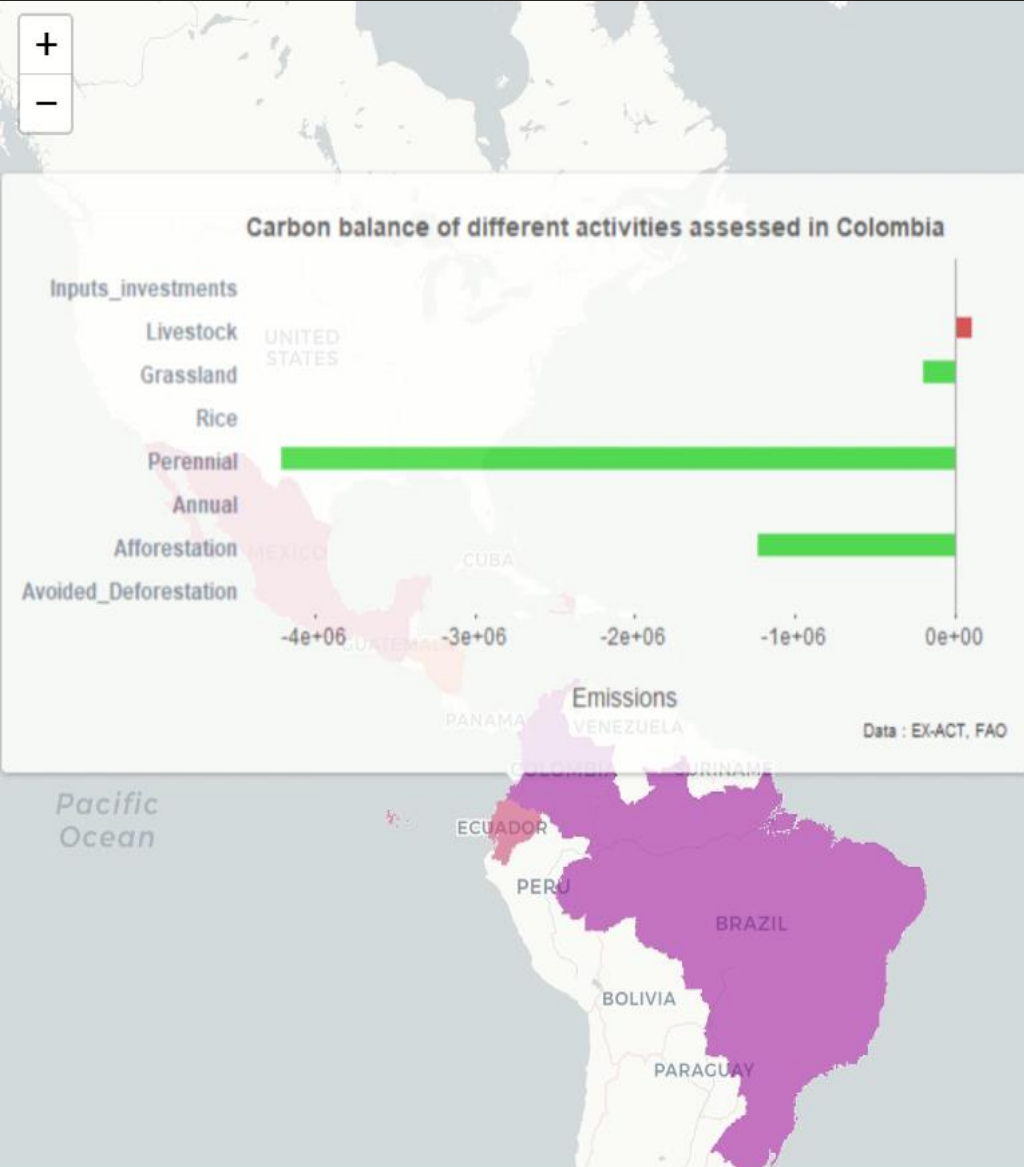 +
−
Carbon balance of different activities assessed in Colombia
Inputs_investments
Livestock
UNITED
STATES
Grassland
Rice
Perennial
Annual
Afforestation
MEXICO
CUBA
Avoided_Deforestation
-4e+06
-3e+06
-2e+06
-1e+06
0e+00
GUATEMALA
Emissions
PANAMA
VENEZUELA
Data : EX-ACT, FAO
COLOMBIA
SURINAME
Pacific
Ocean
ECUADOR
PERU
BRAZIL
BOLIVIA
PARAGUAY